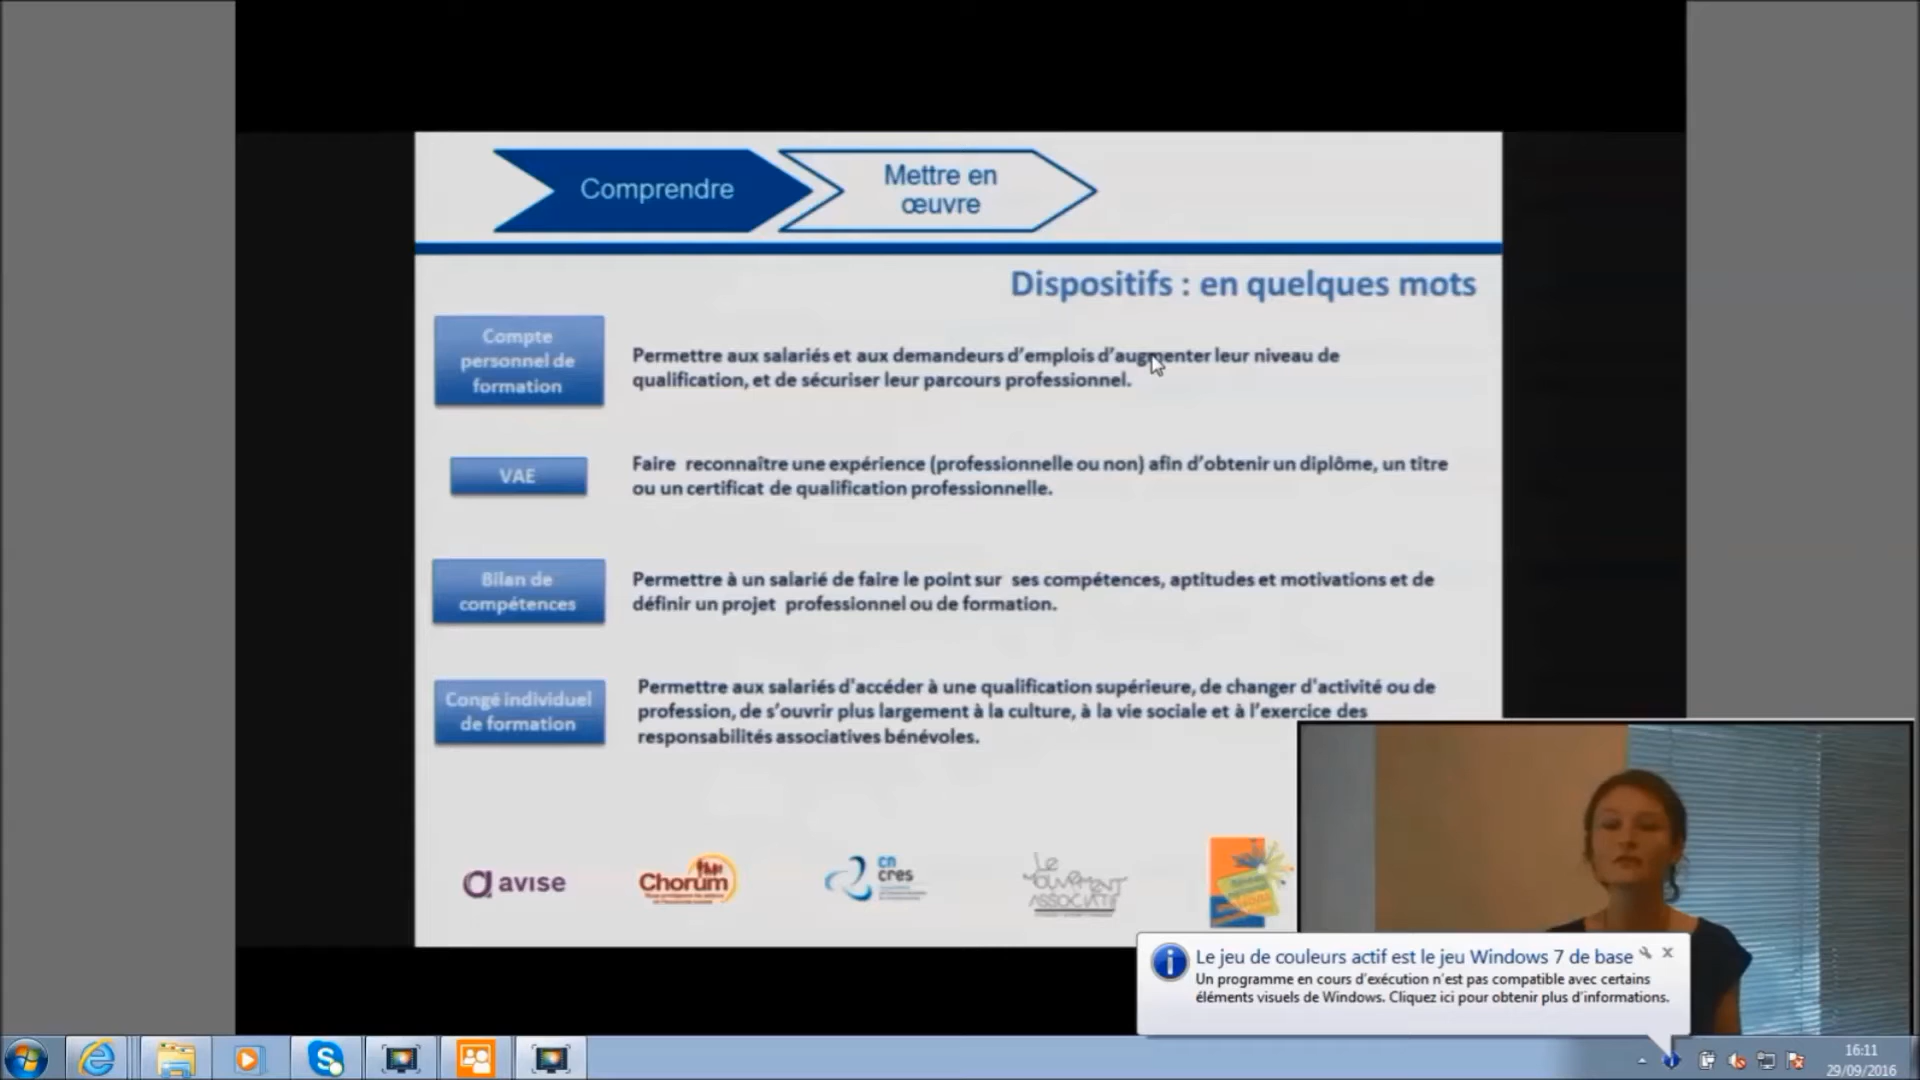 Comprendre
Mettre en
œuvre
Dispositifs : en quelques mots
Compte
personnel de
formation
Permettre aux salariés et aux demandeurs d'emplois d'augmenter leur niveau de
qualification, et de sécuriser leur parcours professionnel.
VAE
Faire reconnaître une expérience (professionnelle ou non) afin d'obtenir un diplôme, un titre
ou un certificat de qualification professionnelle.
Bilan de
compétences
Permettre à un salarié de faire le point sur ses compétences, aptitudes et motivations et de
définir un projet professionnel ou de formation.
Congé individuel
de formation
Permettre aux salariés d'accéder à une qualification supérieure, de changer d'activité ou de
profession, de s'ouvrir plus largement à la culture, à la vie sociale et à l'exercice des
responsabilités associatives bénévoles.
avise
Chorum
cn
cres
Le
mouvement
associatif
Le jeu de couleurs actif est le jeu Windows 7 de base
Un programme en cours d'exécution n'est pas compatible avec certains
éléments visuels de Windows. Cliquez ici pour obtenir plus d'informations.
16:11
29/09/2016